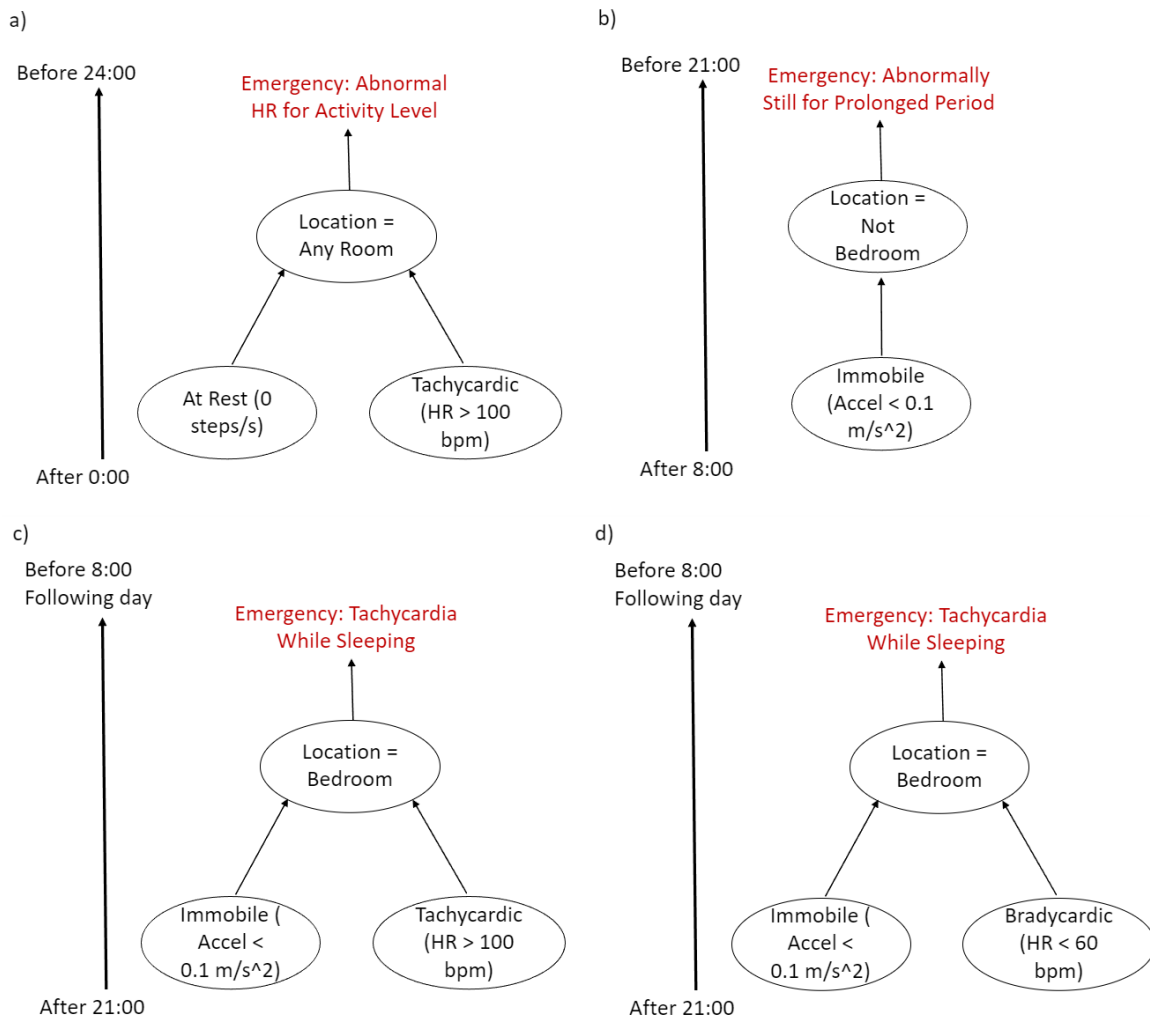 a)
Before 24:00
Emergency: Abnormal
HR for Activity Level
Location =
Any Room
At Rest (0
steps/s)
Tachycardic
(HR > 100
bpm)
After 0:00
b)
Before 21:00
Emergency: Abnormally
Still for Prolonged Period
Location =
Not
Bedroom
Immobile
(Accel < 0.1
m/s^2)
After 8:00
c)
Before 8:00
Following day
Emergency: Tachycardia
While Sleeping
Location =
Bedroom
Immobile (
Accel <
0.1 m/s^2)
Tachycardic
(HR > 100
bpm)
After 21:00
d)
Before 8:00
Following day
Emergency: Tachycardia
While Sleeping
Location =
Bedroom
Immobile (
Accel <
0.1 m/s^2)
Bradycardic
(HR < 60
bpm)
After 21:00